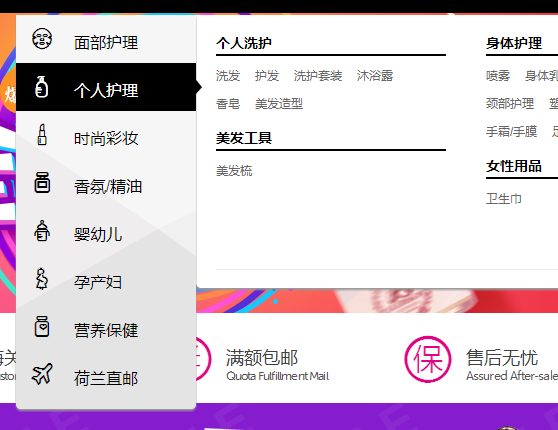 面部护理
个人护理
时尚彩妆
香氛/精油
婴幼儿
孕产妇
营养保健
荷兰直邮
个人洗护
洗发 护发 洗护套装 沐浴露
香皂 美发造型
美发工具
美发梳
身体护理
喷雾 身体乳
颈部护理
手霜/手膜
女性用品
卫生巾
满额包邮
Quota Fulfillment Mail
保
售后无忧
Assured After-sale